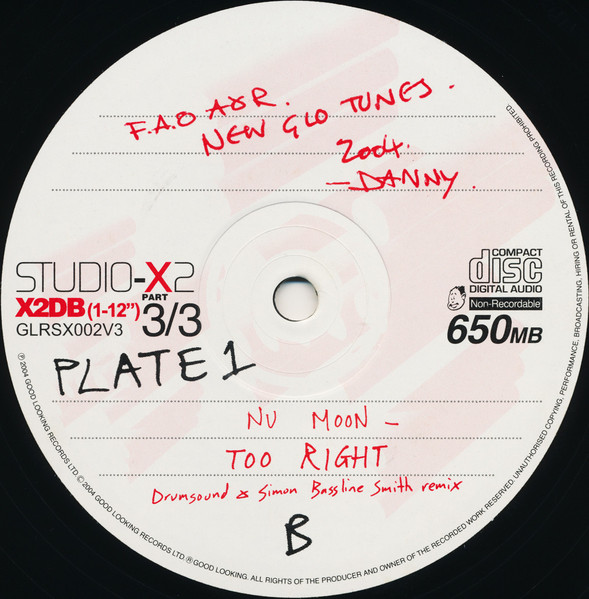 F.A.O A&R.
NEW GLO TUNES.
2004.
—DANNY.
STUDIO-X2
X2DB (1-12")
PART
3/3
GLRSX002V3
PLATE 1
COMPACT
disc
DIGITAL AUDIO
Non-Recordable
650MB
NU MOON —
TOO RIGHT
Drumsound & Simon Bassline Smith remix
B
℗ 2004 GOOD LOOKING RECORDS LTD © 2004 GOOD LOOKING RECORDS LTD ® GOOD LOOKING. ALL RIGHTS OF THE PRODUCER AND OWNER OF THE RECORDED WORK RESERVED. UNAUTHORISED COPYING, PERFORMANCE, BROADCASTING, HIRING OR RENTAL OF THIS RECORDING PROHIBITED.